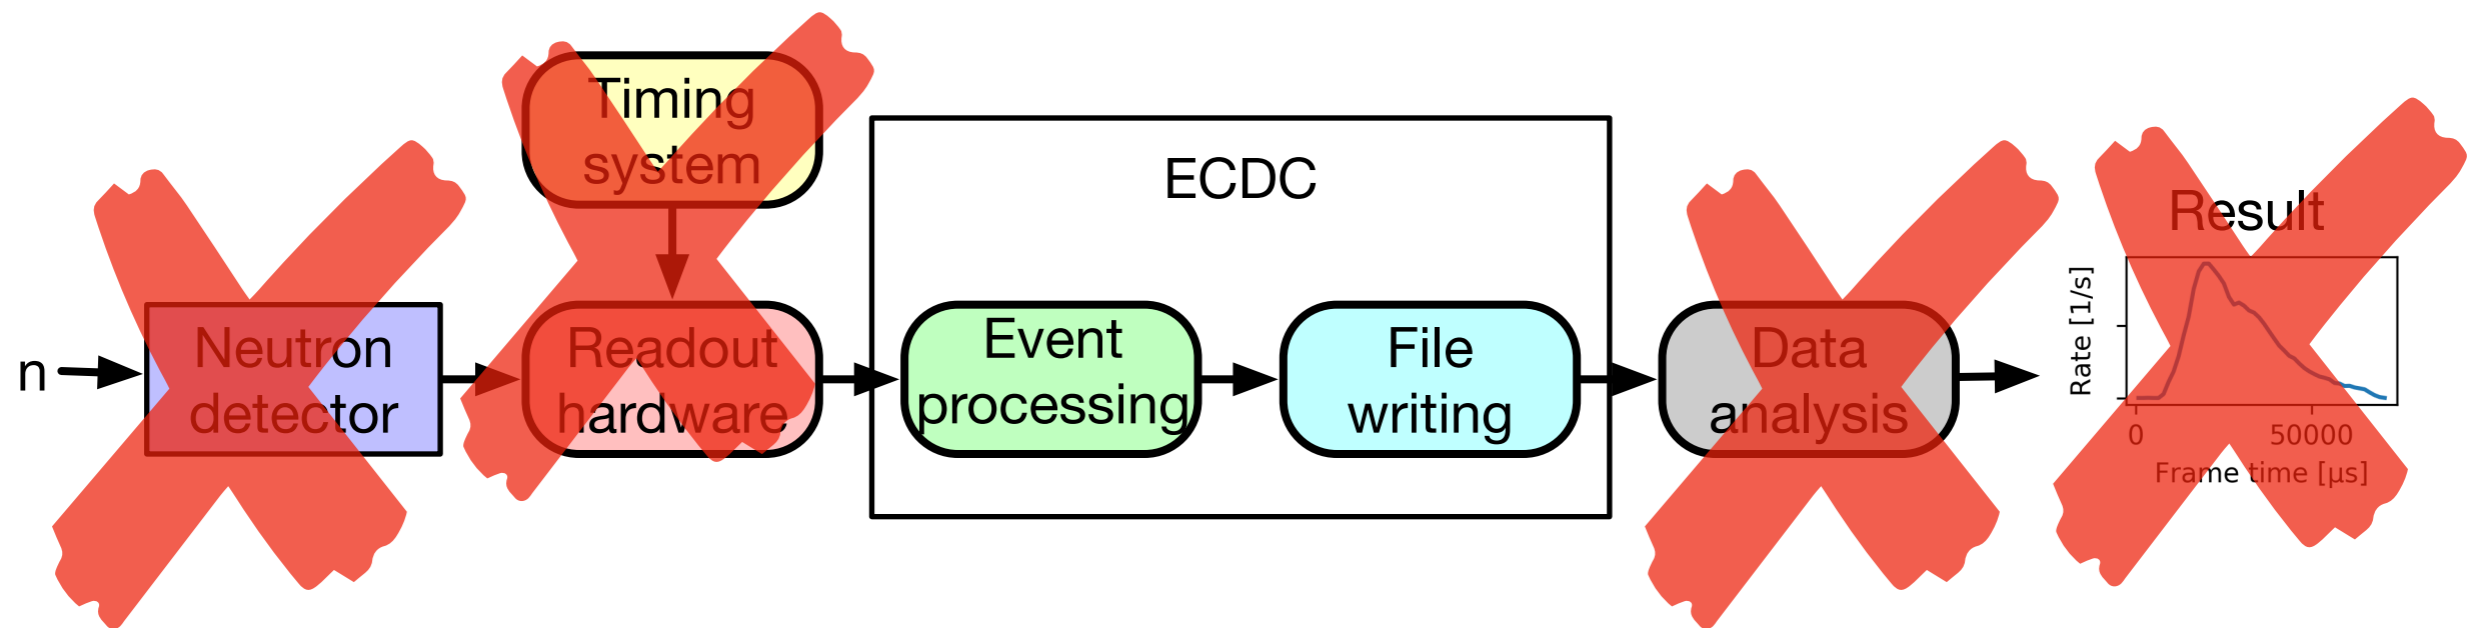 n
Neutron
detector
Timing
system
Readout
hardware
ECDC
Event
processing
File
writing
Data
analysis
Result
Rate [1/s]
0 50000
Frame time [µs]